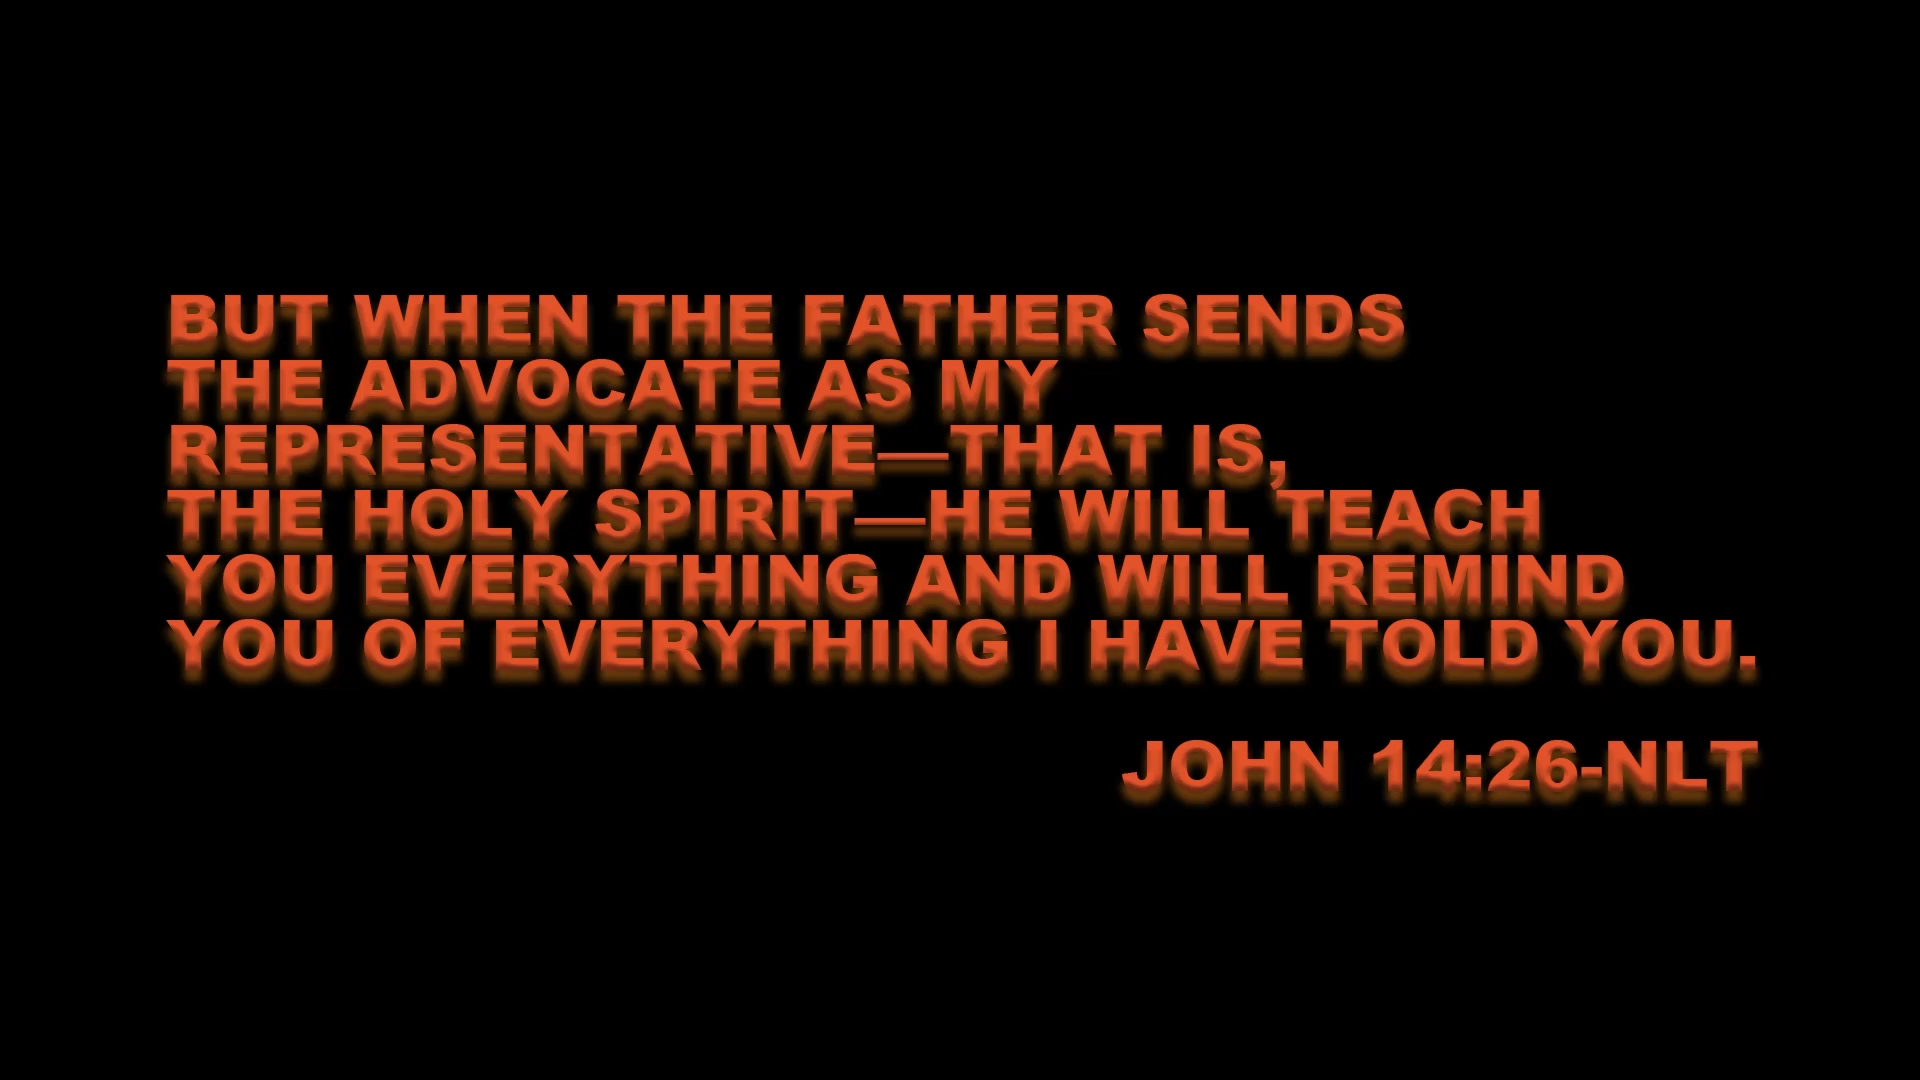 BUT WHEN THE FATHER SENDS
THE ADVOCATE AS MY
REPRESENTATIVE—THAT IS,
THE HOLY SPIRIT—HE WILL TEACH
YOU EVERYTHING AND WILL REMIND
YOU OF EVERYTHING I HAVE TOLD YOU.
JOHN 14:26-NLT